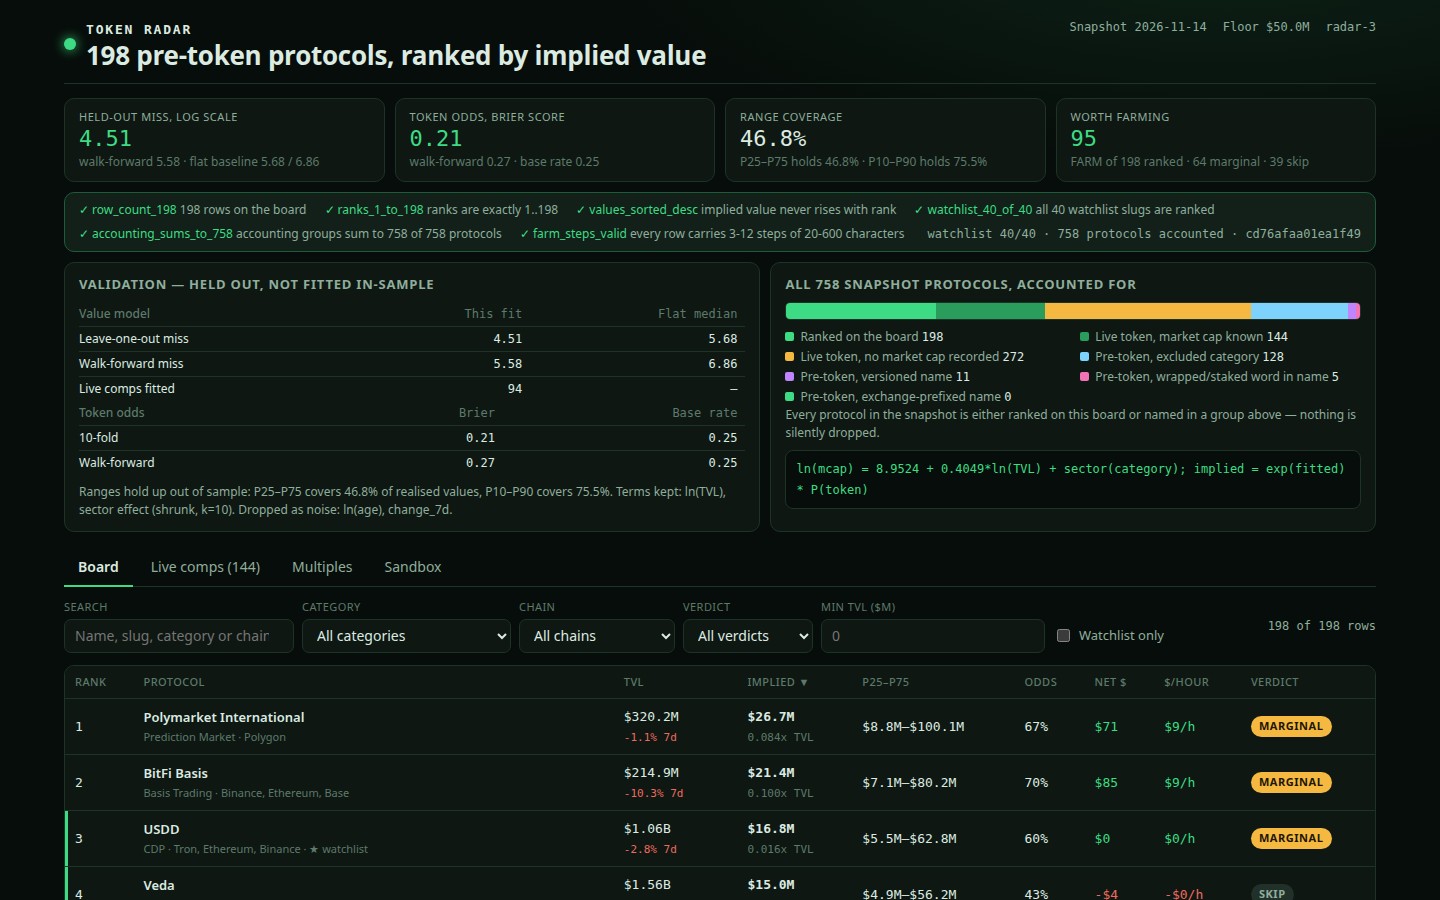 TOKEN RADAR
198 pre-token protocols, ranked by implied value
Snapshot 2026-11-14 Floor $50.0M radar-3
HELD-OUT MISS, LOG SCALE
4.51
walk-forward 5.58 · flat baseline 5.68 / 6.86
TOKEN ODDS, BRIER SCORE
0.21
walk-forward 0.27 · base rate 0.25
RANGE COVERAGE
46.8%
P25–P75 holds 46.8% · P10–P90 holds 75.5%
WORTH FARMING
95
FARM of 198 ranked · 64 marginal · 39 skip
✓ row_count_198 198 rows on the board ✓ ranks_1_to_198 ranks are exactly 1..198 ✓ values_sorted_desc implied value never rises with rank ✓ watchlist_40_of_40 all 40 watchlist slugs are ranked
✓ accounting_sums_to_758 accounting groups sum to 758 of 758 protocols ✓ farm_steps_valid every row carries 3-12 steps of 20-600 characters watchlist 40/40 · 758 protocols accounted · cd76afaa01ea1f49
VALIDATION — HELD OUT, NOT FITTED IN-SAMPLE
Value model This fit Flat median
Leave-one-out miss 4.51 5.68
Walk-forward miss 5.58 6.86
Live comps fitted 94 —
Token odds Brier Base rate
10-fold 0.21 0.25
Walk-forward 0.27 0.25
Ranges hold up out of sample: P25–P75 covers 46.8% of realised values, P10–P90 covers 75.5%. Terms kept: ln(TVL),
sector effect (shrunk, k=10). Dropped as noise: ln(age), change_7d.
ALL 758 SNAPSHOT PROTOCOLS, ACCOUNTED FOR
Ranked on the board 198 Live token, market cap known 144
Live token, no market cap recorded 272 Pre-token, excluded category 128
Pre-token, versioned name 11 Pre-token, wrapped/staked word in name 5
Pre-token, exchange-prefixed name 0
Every protocol in the snapshot is either ranked on this board or named in a group above — nothing is
silently dropped.
ln(mcap) = 8.9524 + 0.4049*ln(TVL) + sector(category); implied = exp(fitted)
* P(token)
Board Live comps (144) Multiples Sandbox
SEARCH CATEGORY CHAIN VERDICT MIN TVL ($M)
Name, slug, category or chain All categories All chains All verdicts 0 Watchlist only 198 of 198 rows
RANK PROTOCOL TVL IMPLIED ▼ P25–P75 ODDS NET $ $/HOUR VERDICT
1 Polymarket International $320.2M $26.7M $8.8M–$100.1M 67% $71 $9/h MARGINAL
Prediction Market · Polygon -1.1% 7d 0.084x TVL
2 BitFi Basis $214.9M $21.4M $7.1M–$80.2M 70% $85 $9/h MARGINAL
Basis Trading · Binance, Ethereum, Base -10.3% 7d 0.100x TVL
3 USDD $1.06B $16.8M $5.5M–$62.8M 60% $0 $0/h MARGINAL
CDP · Tron, Ethereum, Binance · ★ watchlist -2.8% 7d 0.016x TVL
4 Veda $1.56B $15.0M $4.9M–$56.2M 43% -$4 -$0/h SKIP